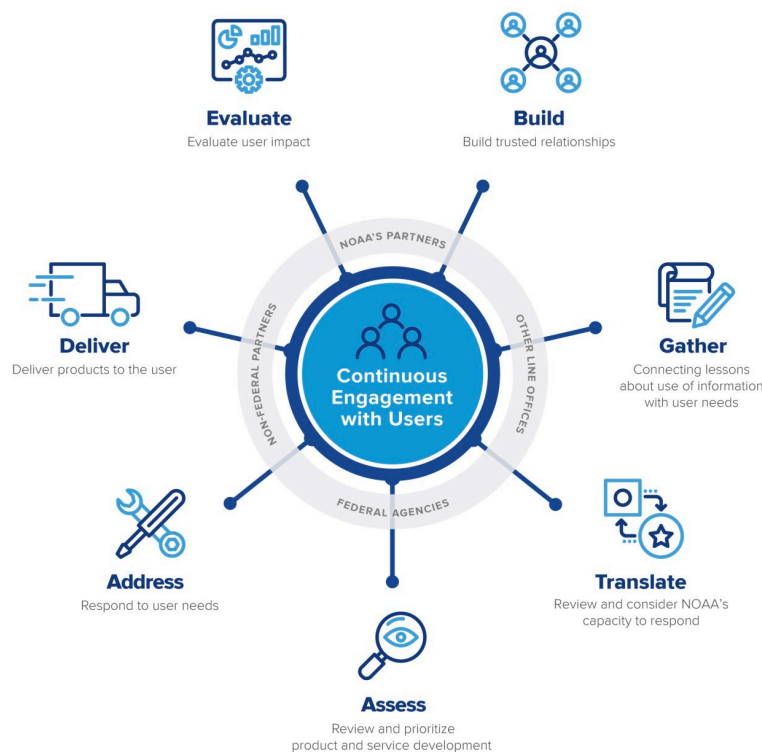 Evaluate
Evaluate user impact
Build
Build trusted relationships
NOAA'S PARTNERS
Deliver
Deliver products to the user
NON-FEDERAL PARTNERS
Continuous
Engagement
with Users
OTHER LINE OFFICES
Gather
Connecting lessons
about use of information
with user needs
FEDERAL AGENCIES
Address
Respond to user needs
Translate
Review and consider NOAA's
capacity to respond
Assess
Review and prioritize
product and service development